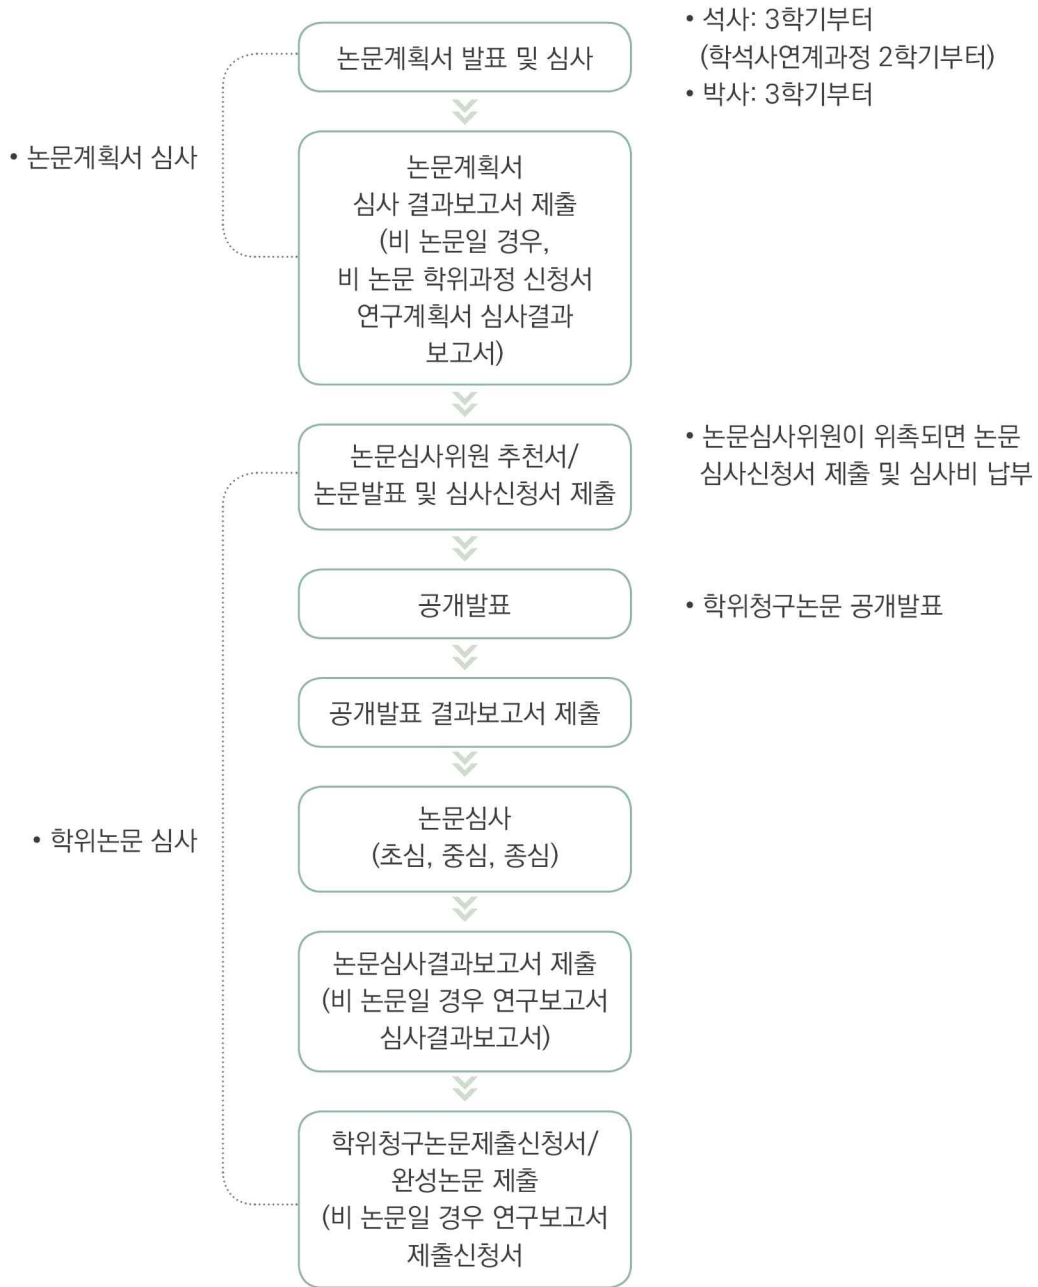 논문계획서 발표 및 심사
• 석사: 3학기부터
(학석사연계과정 2학기부터)
• 박사: 3학기부터
• 논문계획서 심사
논문계획서
심사 결과보고서 제출
(비 논문일 경우,
비 논문 학위과정 신청서
연구계획서 심사결과
보고서)
논문심사위원 추천서/
논문발표 및 심사신청서 제출
• 논문심사위원이 위촉되면 논문
심사신청서 제출 및 심사비 납부
공개발표
• 학위청구논문 공개발표
공개발표 결과보고서 제출
• 학위논문 심사
논문심사
(초심, 중심, 종심)
논문심사결과보고서 제출
(비 논문일 경우 연구보고서
심사결과보고서)
학위청구논문제출신청서/
완성논문 제출
(비 논문일 경우 연구보고서
제출신청서